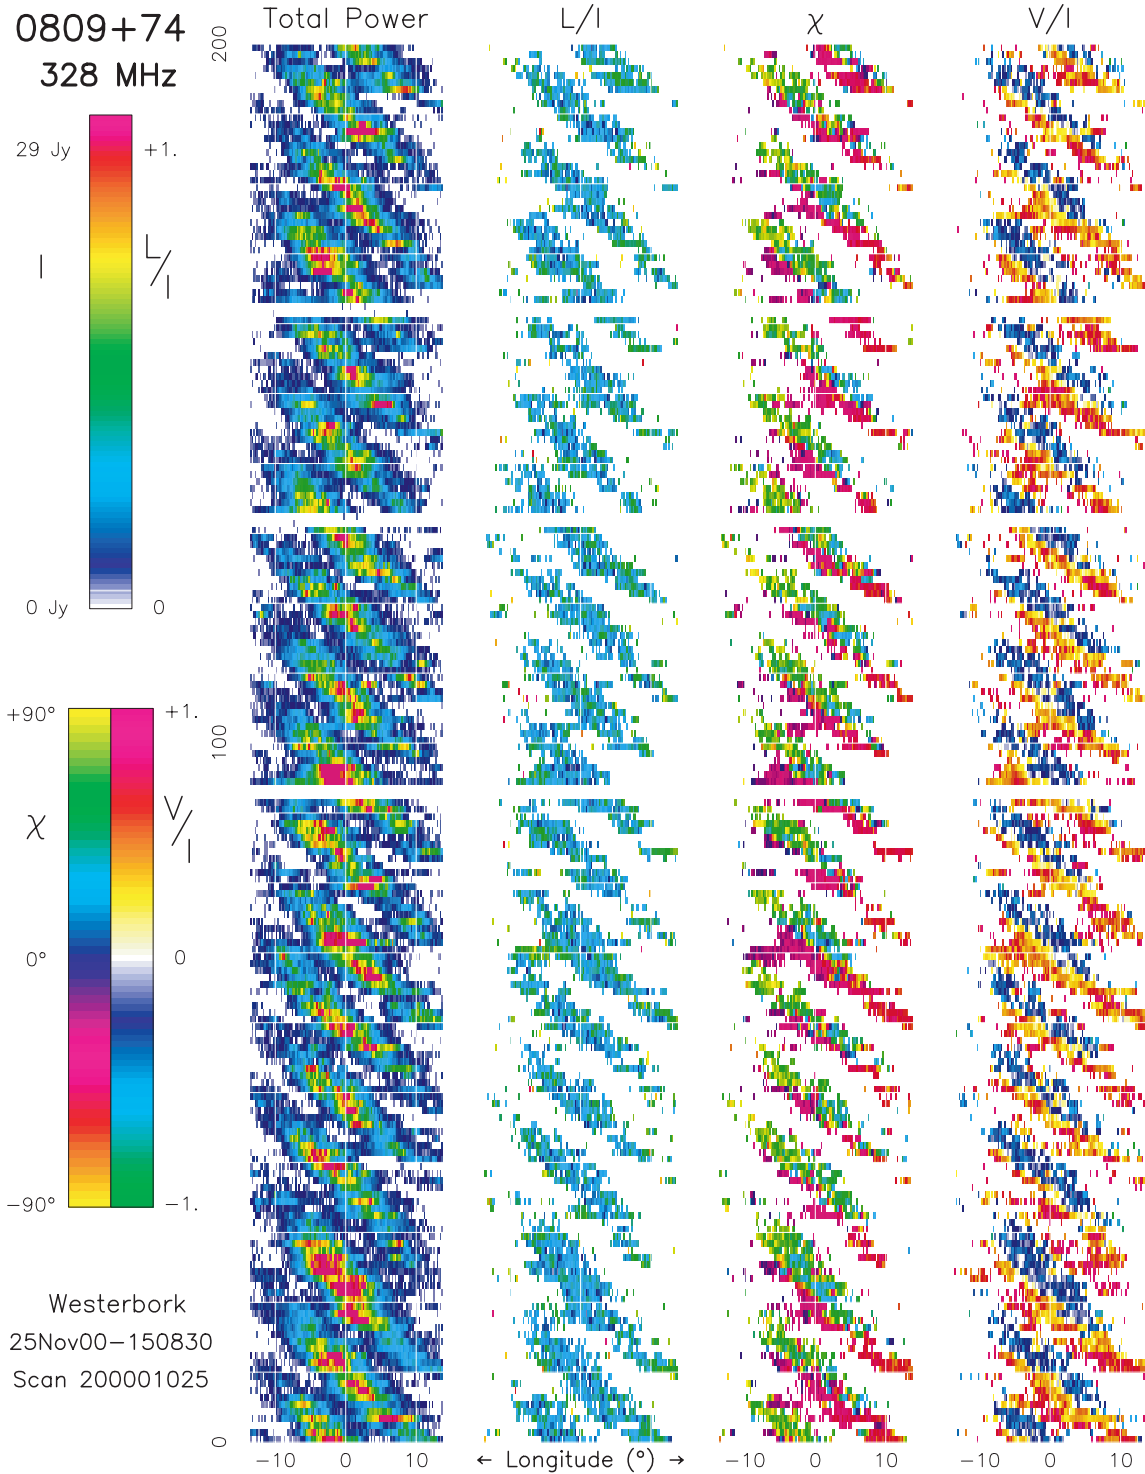 0809+74
328 MHz
Total Power
L/I
χ
V/I
200
29 Jy
+1.
I
L/I
0 Jy
0
+90°
+1.
100
χ
V/I
0°
0
-90°
-1.
Westerbork
25Nov00-150830
Scan 200001025
0
-10 0 10
← Longitude (°) →
-10 0 10
-10 0 10